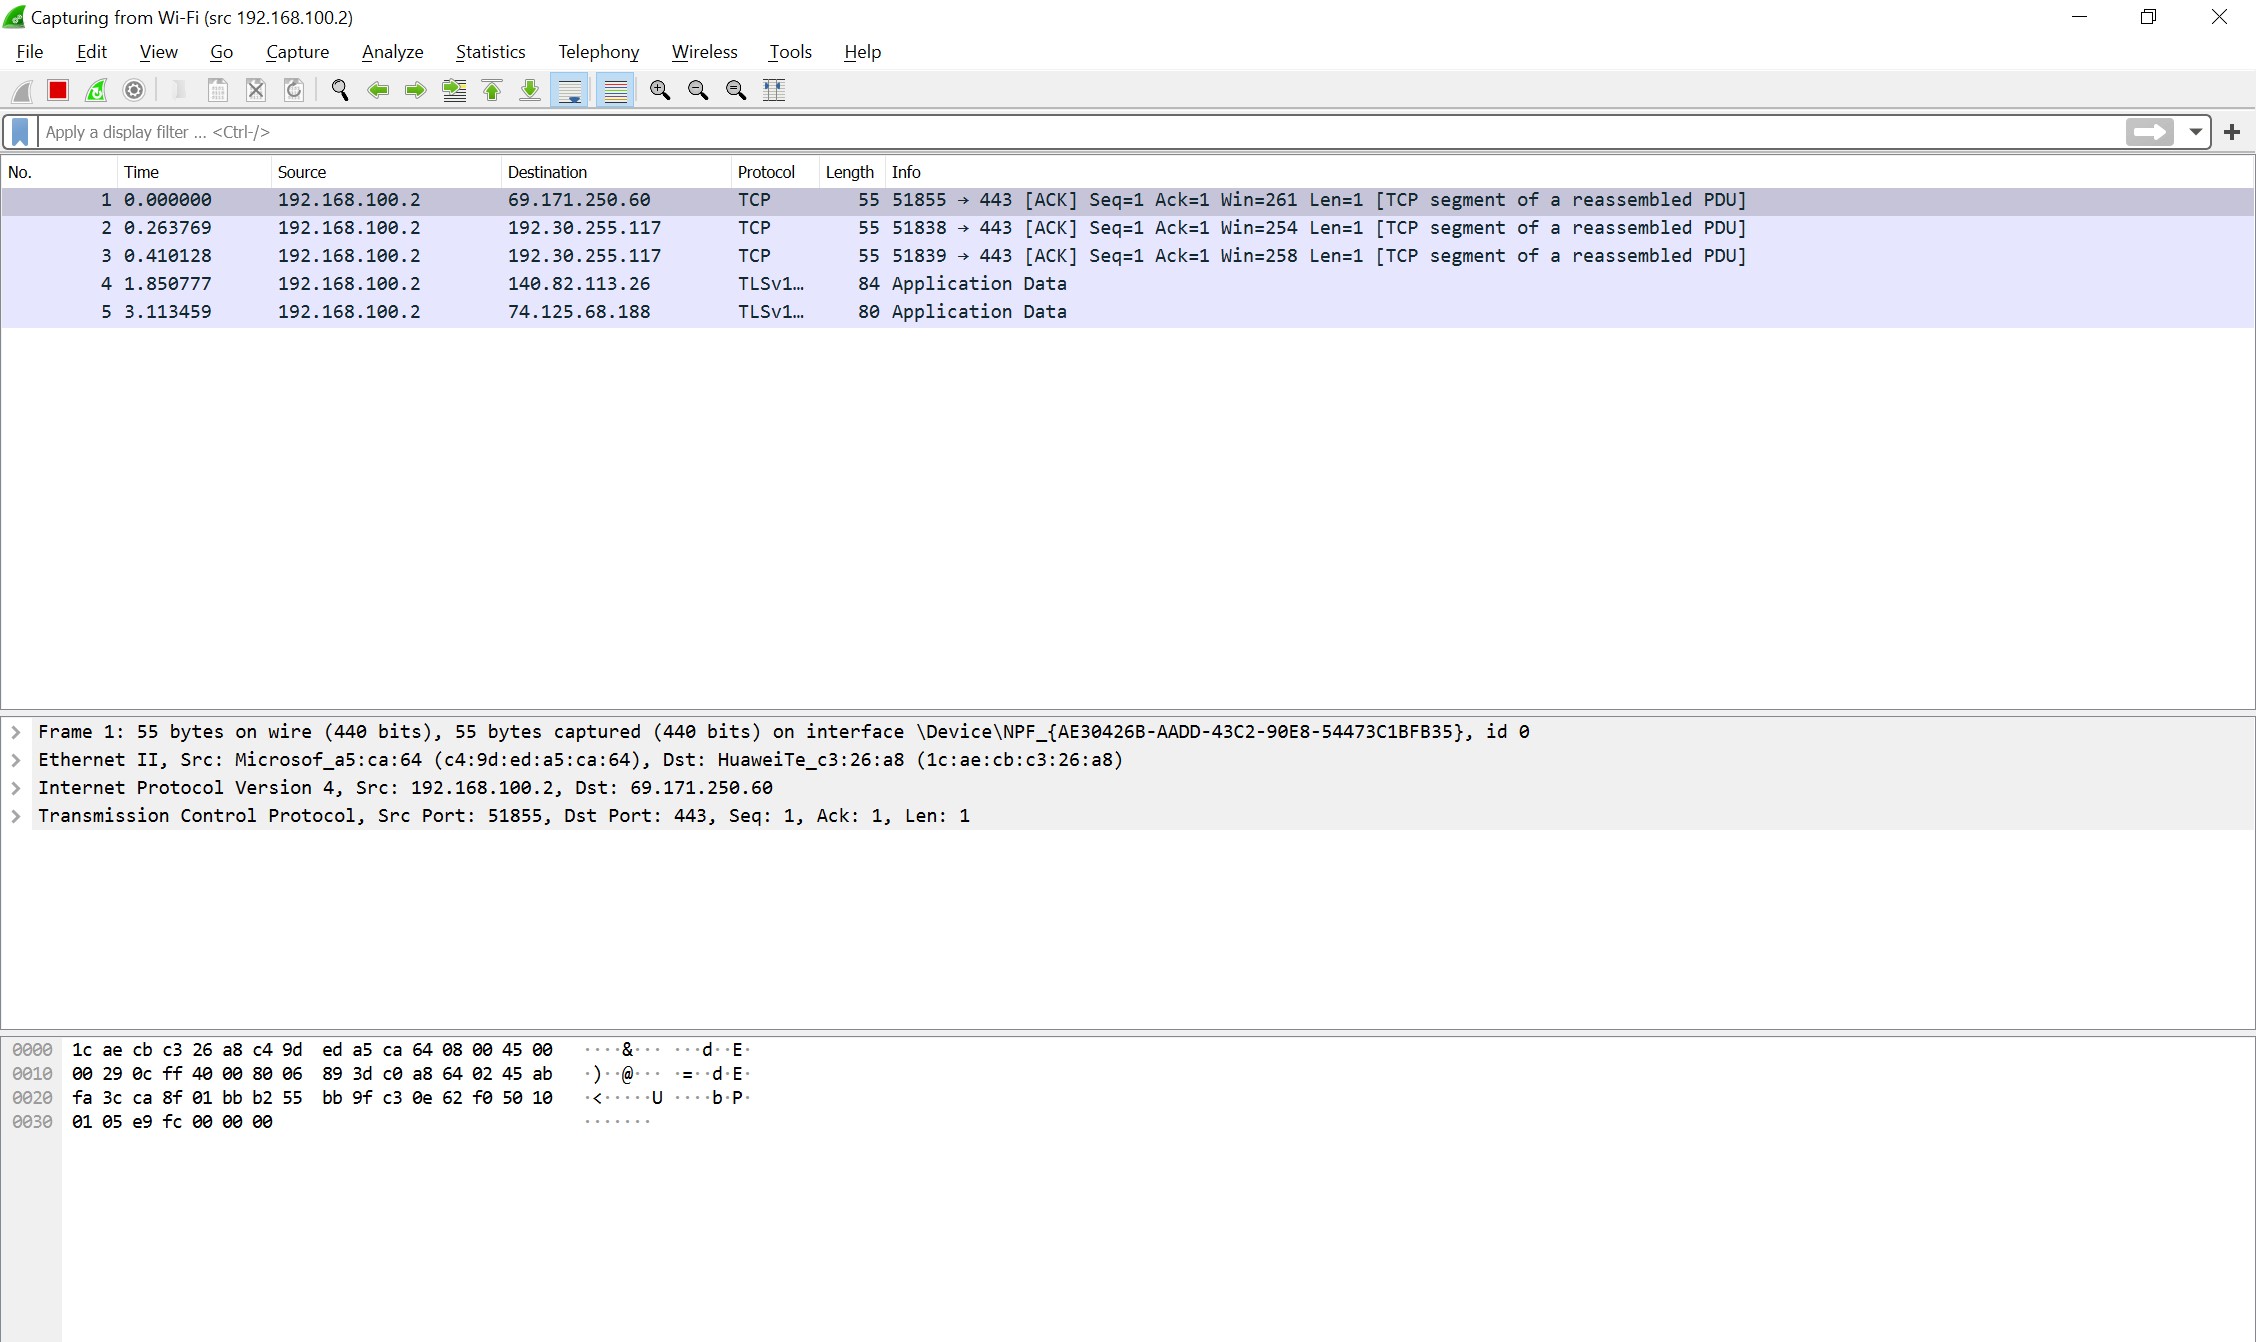 Capturing from Wi-Fi (src 192.168.100.2)
File Edit View Go Capture Analyze Statistics Telephony Wireless Tools Help
Apply a display filter ... <Ctrl-/>
No. Time Source Destination Protocol Length Info
1 0.000000 192.168.100.2 69.171.250.60 TCP 55 51855 → 443 [ACK] Seq=1 Ack=1 Win=261 Len=1 [TCP segment of a reassembled PDU]
2 0.263769 192.168.100.2 192.30.255.117 TCP 55 51838 → 443 [ACK] Seq=1 Ack=1 Win=254 Len=1 [TCP segment of a reassembled PDU]
3 0.410128 192.168.100.2 192.30.255.117 TCP 55 51839 → 443 [ACK] Seq=1 Ack=1 Win=258 Len=1 [TCP segment of a reassembled PDU]
4 1.850777 192.168.100.2 140.82.113.26 TLSv1… 84 Application Data
5 3.113459 192.168.100.2 74.125.68.188 TLSv1… 80 Application Data
Frame 1: 55 bytes on wire (440 bits), 55 bytes captured (440 bits) on interface \Device\NPF_{AE30426B-AADD-43C2-90E8-54473C1BFB35}, id 0
Ethernet II, Src: Microsof_a5:ca:64 (c4:9d:ed:a5:ca:64), Dst: HuaweiTe_c3:26:a8 (1c:ae:cb:c3:26:a8)
Internet Protocol Version 4, Src: 192.168.100.2, Dst: 69.171.250.60
Transmission Control Protocol, Src Port: 51855, Dst Port: 443, Seq: 1, Ack: 1, Len: 1
0000 1c ae cb c3 26 a8 c4 9d ed a5 ca 64 08 00 45 00 ····&··· ···d··E·
0010 00 29 0c ff 40 00 80 06 89 3d c0 a8 64 02 45 ab ·)··@··· ·=··d·E·
0020 fa 3c ca 8f 01 bb b2 55 bb 9f c3 0e 62 f0 50 10 ·<·····U ····b·P·
0030 01 05 e9 fc 00 00 00 ·······